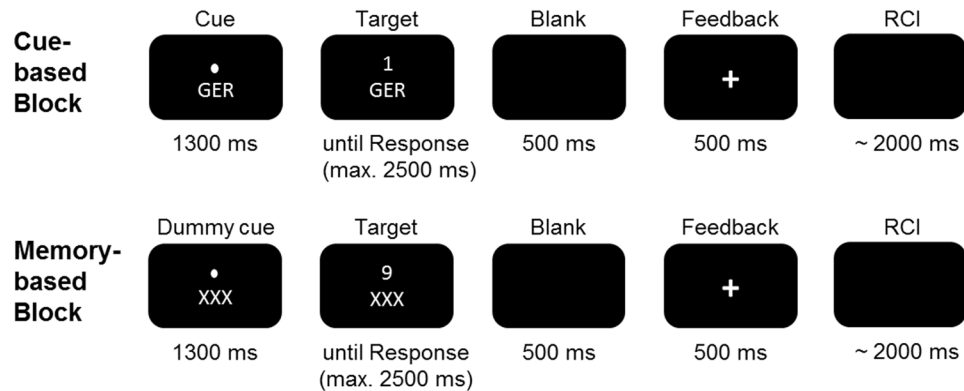 Cue Target Blank Feedback RCI
Cue-
based
Block
•
GER
1
GER
+
1300 ms until Response 500 ms 500 ms ~ 2000 ms
(max. 2500 ms)
Dummy cue Target Blank Feedback RCI
Memory-
based
Block
•
XXX
9
XXX
+
1300 ms until Response 500 ms 500 ms ~ 2000 ms
(max. 2500 ms)